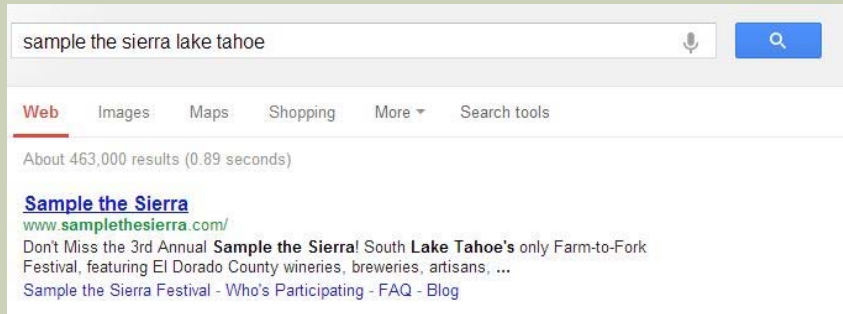 sample the sierra lake tahoe
Web Images Maps Shopping More Search tools
About 463,000 results (0.89 seconds)
Sample the Sierra
www.samplethesierra.com/
Don't Miss the 3rd Annual Sample the Sierra! South Lake Tahoe's only Farm-to-Fork
Festival, featuring El Dorado County wineries, breweries, artisans, ...
Sample the Sierra Festival - Who's Participating - FAQ - Blog